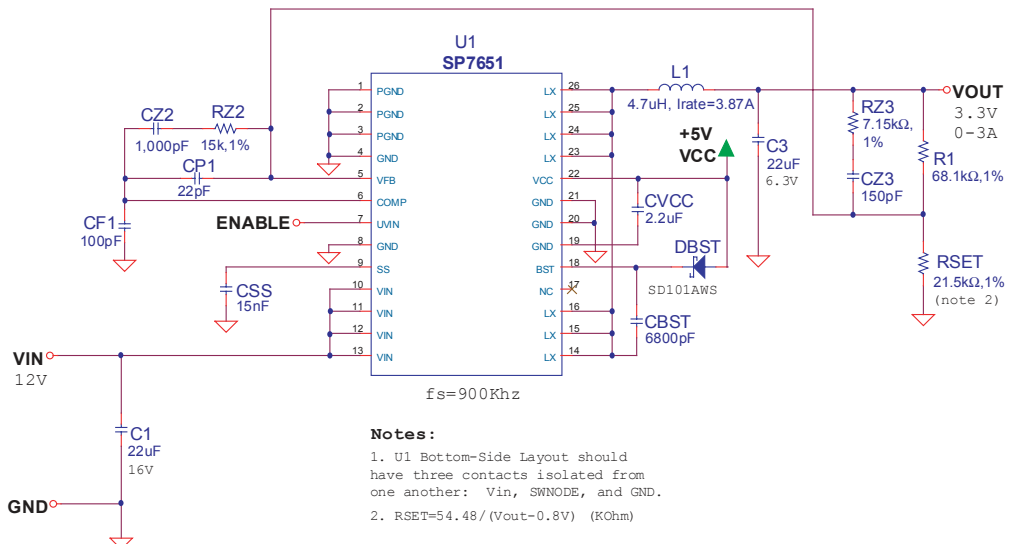 U1
SP7651
1 PGND
2 PGND
3 PGND
4 GND
5 VFB
6 COMP
7 UVIN
8 GND
9 SS
10 VIN
11 VIN
12 VIN
13 VIN
LX 26
LX 25
LX 24
LX 23
VCC 22
GND 21
GND 20
GND 19
BST 18
NC 17
LX 16
LX 15
LX 14
fs=900Khz
CZ2
1,000pF
RZ2
15k,1%
CP1
22pF
CF1
100pF
ENABLE
CSS
15nF
VIN
12V
C1
22uF
16V
GND
L1
4.7uH, Irate=3.87A
+5V
VCC
C3
22uF
6.3V
CVCC
2.2uF
DBST
SD101AWS
CBST
6800pF
RZ3
7.15kΩ,
1%
CZ3
150pF
VOUT
3.3V
0-3A
R1
68.1kΩ,1%
RSET
21.5kΩ,1%
(note 2)
Notes:
1. U1 Bottom-Side Layout should
have three contacts isolated from
one another: Vin, SWNODE, and GND.
2. RSET=54.48/(Vout-0.8V) (KOhm)